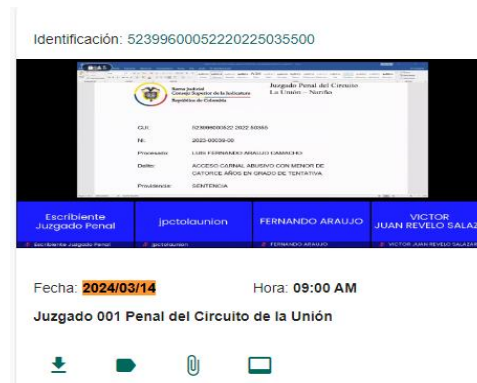 Identificación: 52399600052220225035500
Rama Judicial
Consejo Superior de la Judicatura
República de Colombia
Juzgado Penal del Circuito
La Unión – Nariño
CUI:
NI:
Procesado: LUIS FERNANDO ARAUJO CAMACHO
Delito: ACCESO CARNAL ABUSIVO CON MENOR DE
CATORCE AÑOS EN GRADO DE TENTATIVA
Providencia: SENTENCIA
Escribiente
Juzgado Penal
jpctolaunion
FERNANDO ARAUJO
VICTOR
JUAN REVELO SALAZ
Escribiente Juzgado Penal
jpctolaunion
FERNANDO ARAUJO
VICTOR JUAN REVELO SALAZAR
Fecha: 2024/03/14 Hora: 09:00 AM
Juzgado 001 Penal del Circuito de la Unión